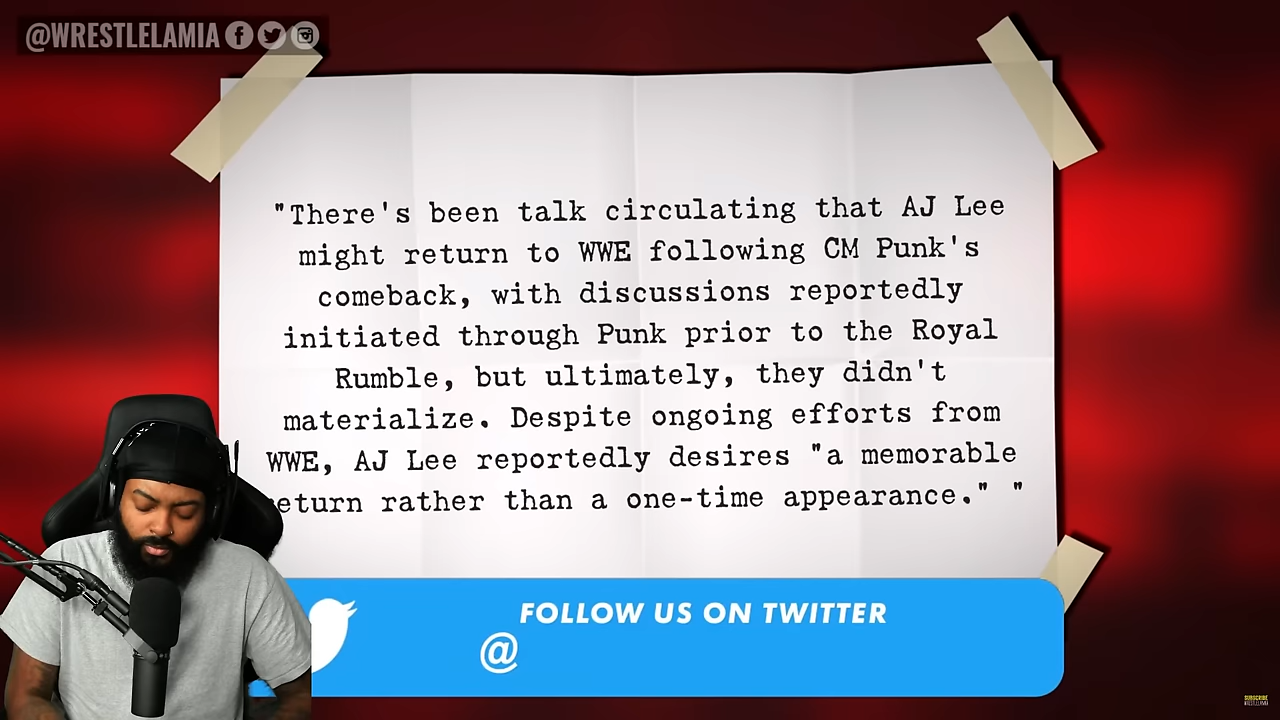 @WRESTLELAMIA
"There's been talk circulating that AJ Lee
might return to WWE following CM Punk's
comeback, with discussions reportedly
initiated through Punk prior to the Royal
Rumble, but ultimately, they didn't
materialize. Despite ongoing efforts from
WWE, AJ Lee reportedly desires "a memorable
eturn rather than a one-time appearance." "
FOLLOW US ON TWITTER
@
SUBSCRIBE